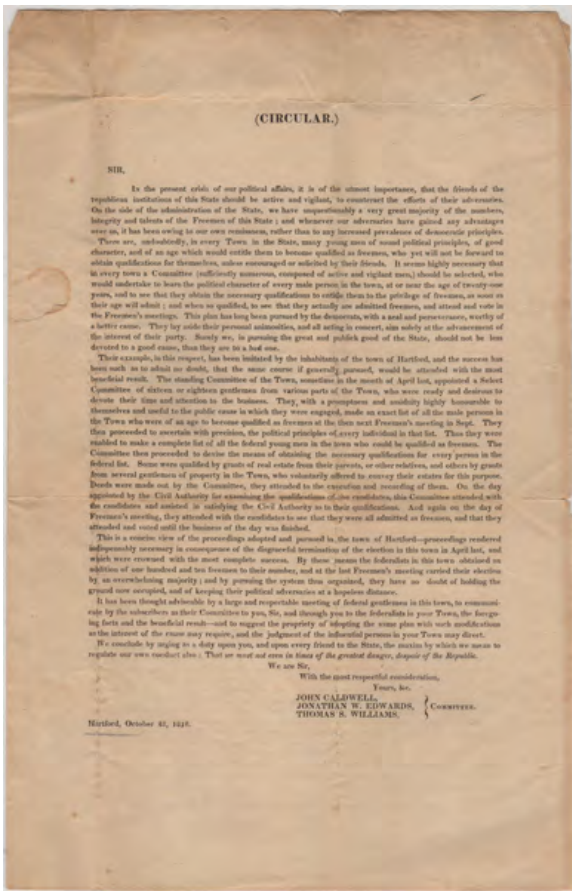 (CIRCULAR.)
SIR,
In the present crisis of our political affairs, it is of the utmost importance, that the friends of the
republican institutions of this State should be active and vigilant, to counteract the efforts of their adversaries.
On the side of the administration of the State, we have unquestionably a very great majority of the numbers,
integrity and talents of the Freemen of this State; and whenever our adversaries have gained any advantages
over us, it has been owing to our own remissness, rather than to any increased prevalence of democratic principles.
There are, undoubtedly, in every Town in the State, many young men of sound political principles, of good
character, and of an age which would entitle them to become qualified as freemen, who yet will not be forward to
obtain qualifications for themselves, unless encouraged or solicited by their friends. It seems highly necessary that
in every town a Committee (sufficiently numerous, composed of active and vigilant men,) should be selected, who
would undertake to learn the political character of every male person in the town, at or near the age of twenty-one
years, and to see that they obtain the necessary qualifications to entitle them to the privilege of freemen, as soon as
their age will admit; and when so qualified, to see that they actually are admitted freemen, and attend and vote in
the Freemen's meetings. This plan has long been pursued by the democrats, with a zeal and perseverance, worthy of
a better cause. They lay aside their personal animosities, and all acting in concert, aim solely at the advancement of
the interest of their party. Surely we, in pursuing the great and publick good of the State, should not be less
devoted to a good cause, than they are to a bad one.
Their example, in this respect, has been imitated by the inhabitants of the town of Hartford, and the success has
been such as to admit no doubt, that the same course if generally pursued, would be attended with the most
beneficial result. The standing Committee of the Town, sometime in the month of April last, appointed a Select
Committee of sixteen or eighteen gentlemen from various parts of the Town, who were ready and desirous to
devote their time and attention to the business. They, with a promptness and assiduity highly honourable to
themselves and useful to the public cause in which they were engaged, made an exact list of all the male persons in
the Town who were of an age to become qualified as freemen at the then next Freemen's meeting in Sept. They
then proceeded to ascertain with precision, the political principles of every individual in that list. Thus they were
enabled to make a complete list of all the federal young men in the town who could be qualified as freemen. The
Committee then proceeded to devise the means of obtaining the necessary qualifications for every person in the
federal list. Some were qualified by grants of real estate from their parents, or other relatives, and others by grants
from several gentlemen of property in the Town, who voluntarily offered to convey their estates for this purpose.
Deeds were made out by the Committee, they attended to the execution and recording of them. On the day
appointed by the Civil Authority for examining the qualifications of the candidates, this Committee attended with
the candidates and assisted in satisfying the Civil Authority as to their qualifications. And again on the day of
Freemen's meeting, they attended with the candidates to see that they were all admitted as freemen, and that they
attended and voted until the business of the day was finished.
This is a concise view of the proceedings adopted and pursued in the town of Hartford—proceedings rendered
indispensably necessary in consequence of the disgraceful termination of the election in this town in April last, and
which were crowned with the most complete success. By these means the federalists in this town obtained an
addition of one hundred and ten freemen to their number, and at the last Freemen's meeting carried their election
by an overwhelming majority; and by pursuing the system thus organized, they have no doubt of holding the
ground now occupied, and of keeping their political adversaries at a hopeless distance.
It has been thought adviseable by a large and respectable meeting of federal gentlemen in this town, to communi-
cate by the subscribers as their Committee to you, Sir, and through you to the federalists in your Town, the forego-
ing facts and the beneficial result—and to suggest the propriety of adopting the same plan with such modifications
as the interest of the cause may require, and the judgment of the influential persons in your Town may direct.
We conclude by urging as a duty upon you, and upon every friend to the State, the maxim by which we mean to
regulate our own conduct also: That we must not even in times of the greatest danger, despair of the Republic.
We are Sir,
With the most respectful consideration,
Yours, &c.
JOHN CALDWELL,
JONATHAN W. EDWARDS, COMMITTEE.
THOMAS S. WILLIAMS,
Hartford, October